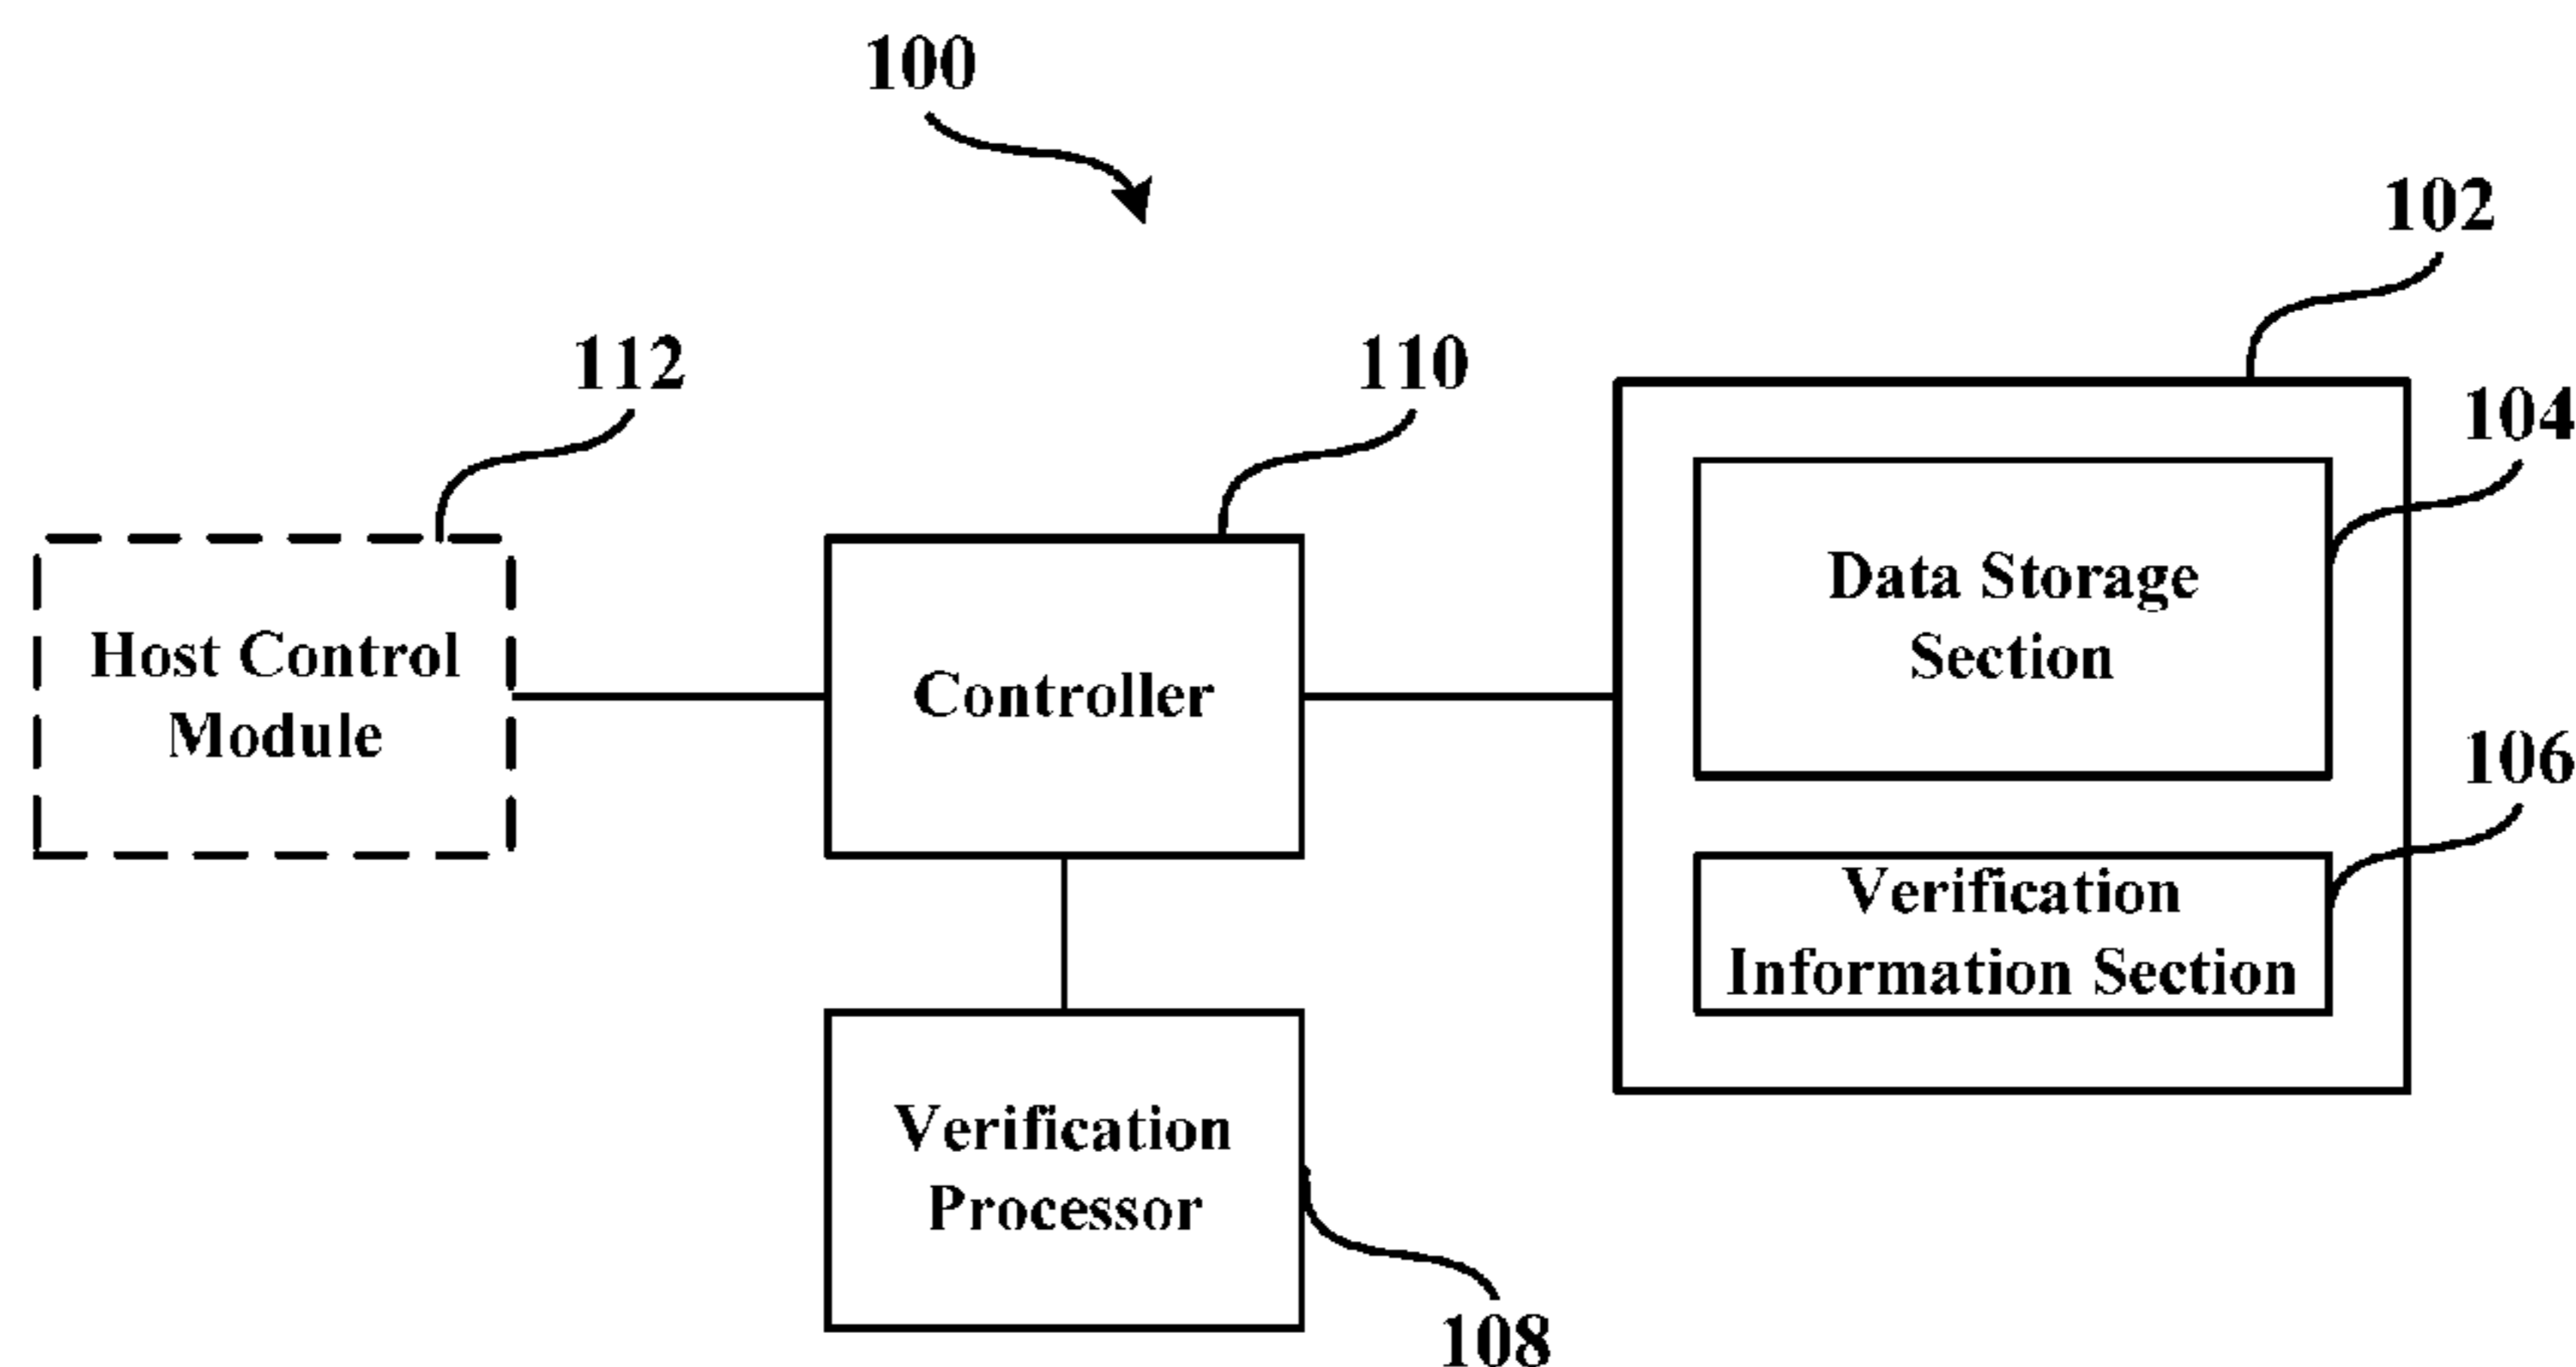 100
102
112
110
104
Data Storage
Section
Host Control
Module
Controller
106
Verification
Information Section
Verification
Processor
108